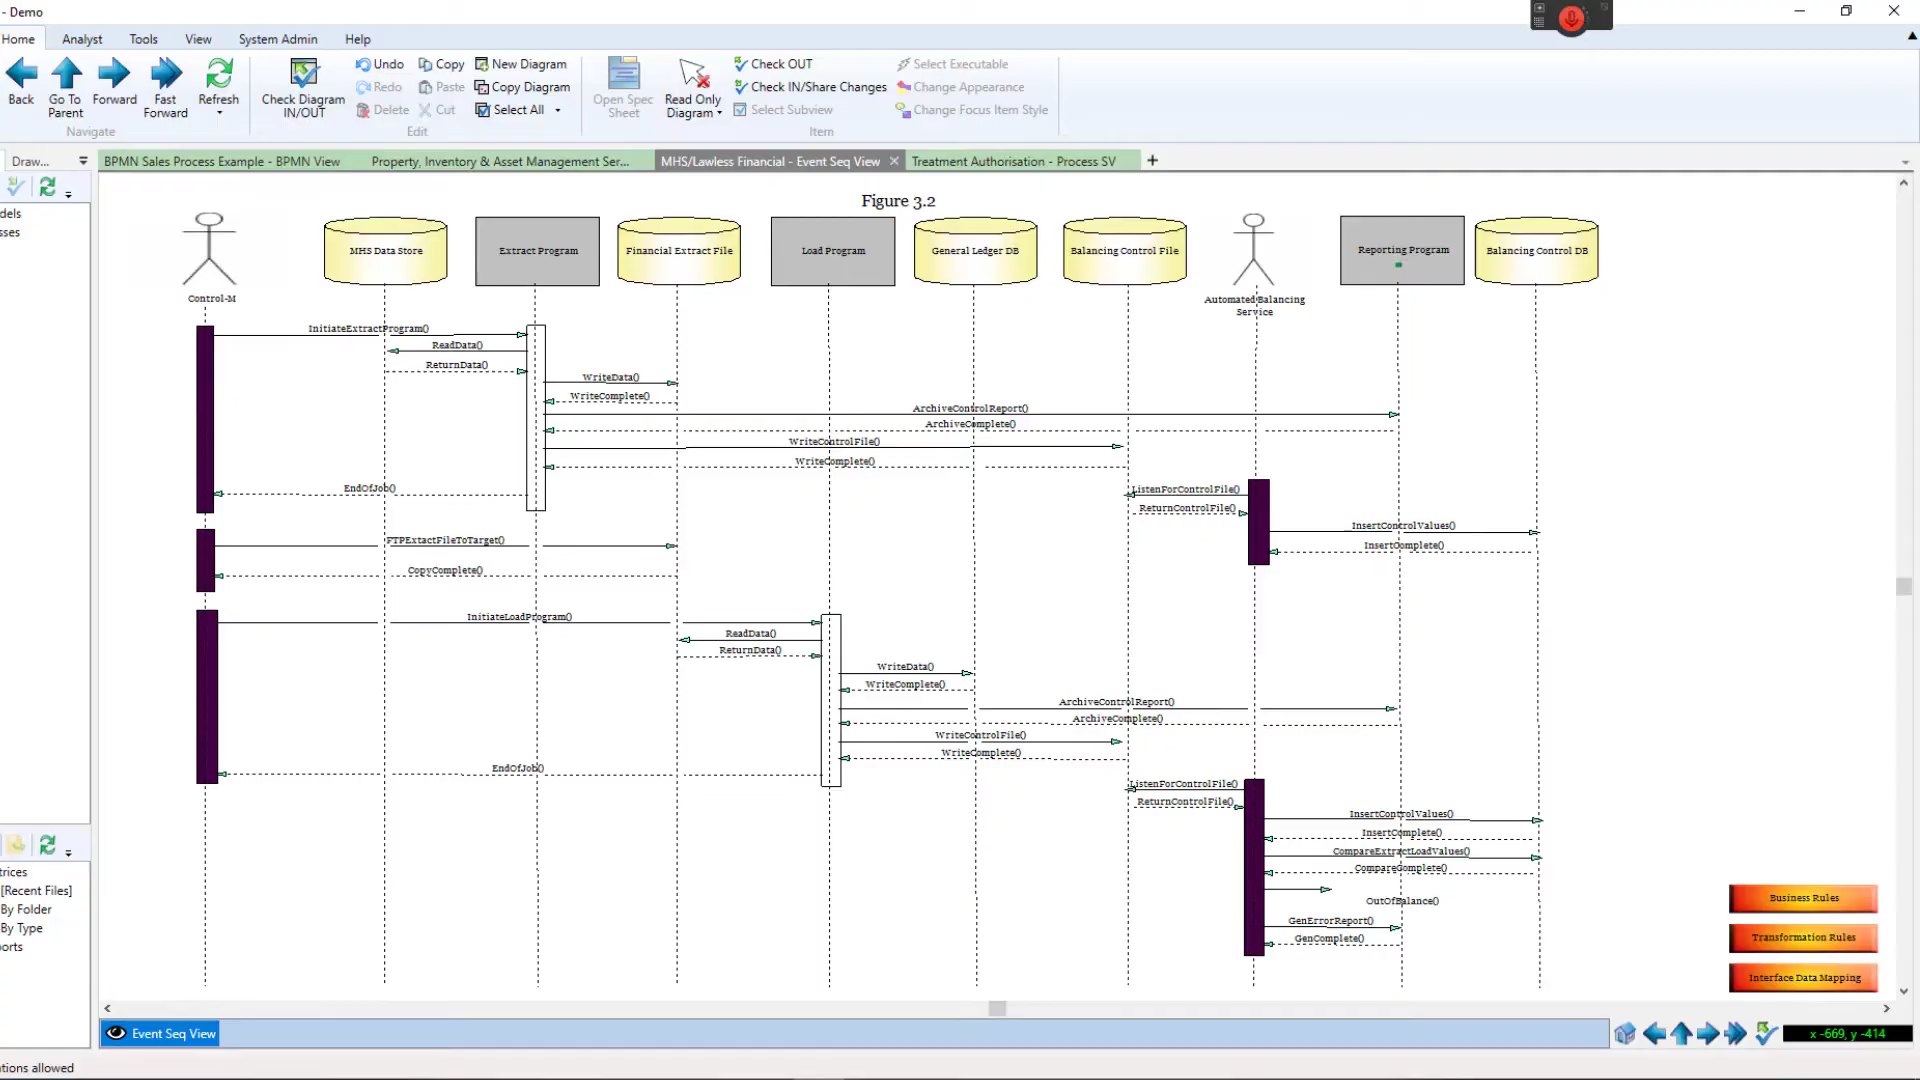 - Demo
Home Analyst Tools View System Admin Help
Back Go To Parent Forward Fast Forward Refresh
Navigate
Check Diagram IN/OUT
Undo Copy New Diagram
Redo Paste Copy Diagram
Delete Cut Select All
Edit
Open Spec Sheet
Read Only Diagram
Check OUT
Check IN/Share Changes
Select Subview
Select Executable
Change Appearance
Change Focus Item Style
Item
Draw...
BPMN Sales Process Example - BPMN View
Property, Inventory & Asset Management Ser...
MHS/Lawless Financial - Event Seq View
Treatment Authorisation - Process SV
dels
sses
Figure 3.2
Control-M
MHS Data Store
Extract Program
Financial Extract File
Load Program
General Ledger DB
Balancing Control File
Automated Balancing
Service
Reporting Program
Balancing Control DB
InitiateExtractProgram()
ReadData()
ReturnData()
WriteData()
WriteComplete()
ArchiveControlReport()
ArchiveComplete()
WriteControlFile()
WriteComplete()
EndOfJob()
ListenForControlFile()
ReturnControlFile()
InsertControlValues()
InsertComplete()
FTPExtactFileToTarget()
CopyComplete()
InitiateLoadProgram()
ReadData()
ReturnData()
WriteData()
WriteComplete()
ArchiveControlReport()
ArchiveComplete()
WriteControlFile()
WriteComplete()
EndOfJob()
ListenForControlFile()
ReturnControlFile()
InsertControlValues()
InsertComplete()
CompareExtractLoadValues()
CompareComplete()
OutOfBalance()
GenErrorReport()
GenComplete()
Business Rules
Transformation Rules
Interface Data Mapping
trices
[Recent Files]
By Folder
By Type
ports
Event Seq View
x -669, y -414
tions allowed